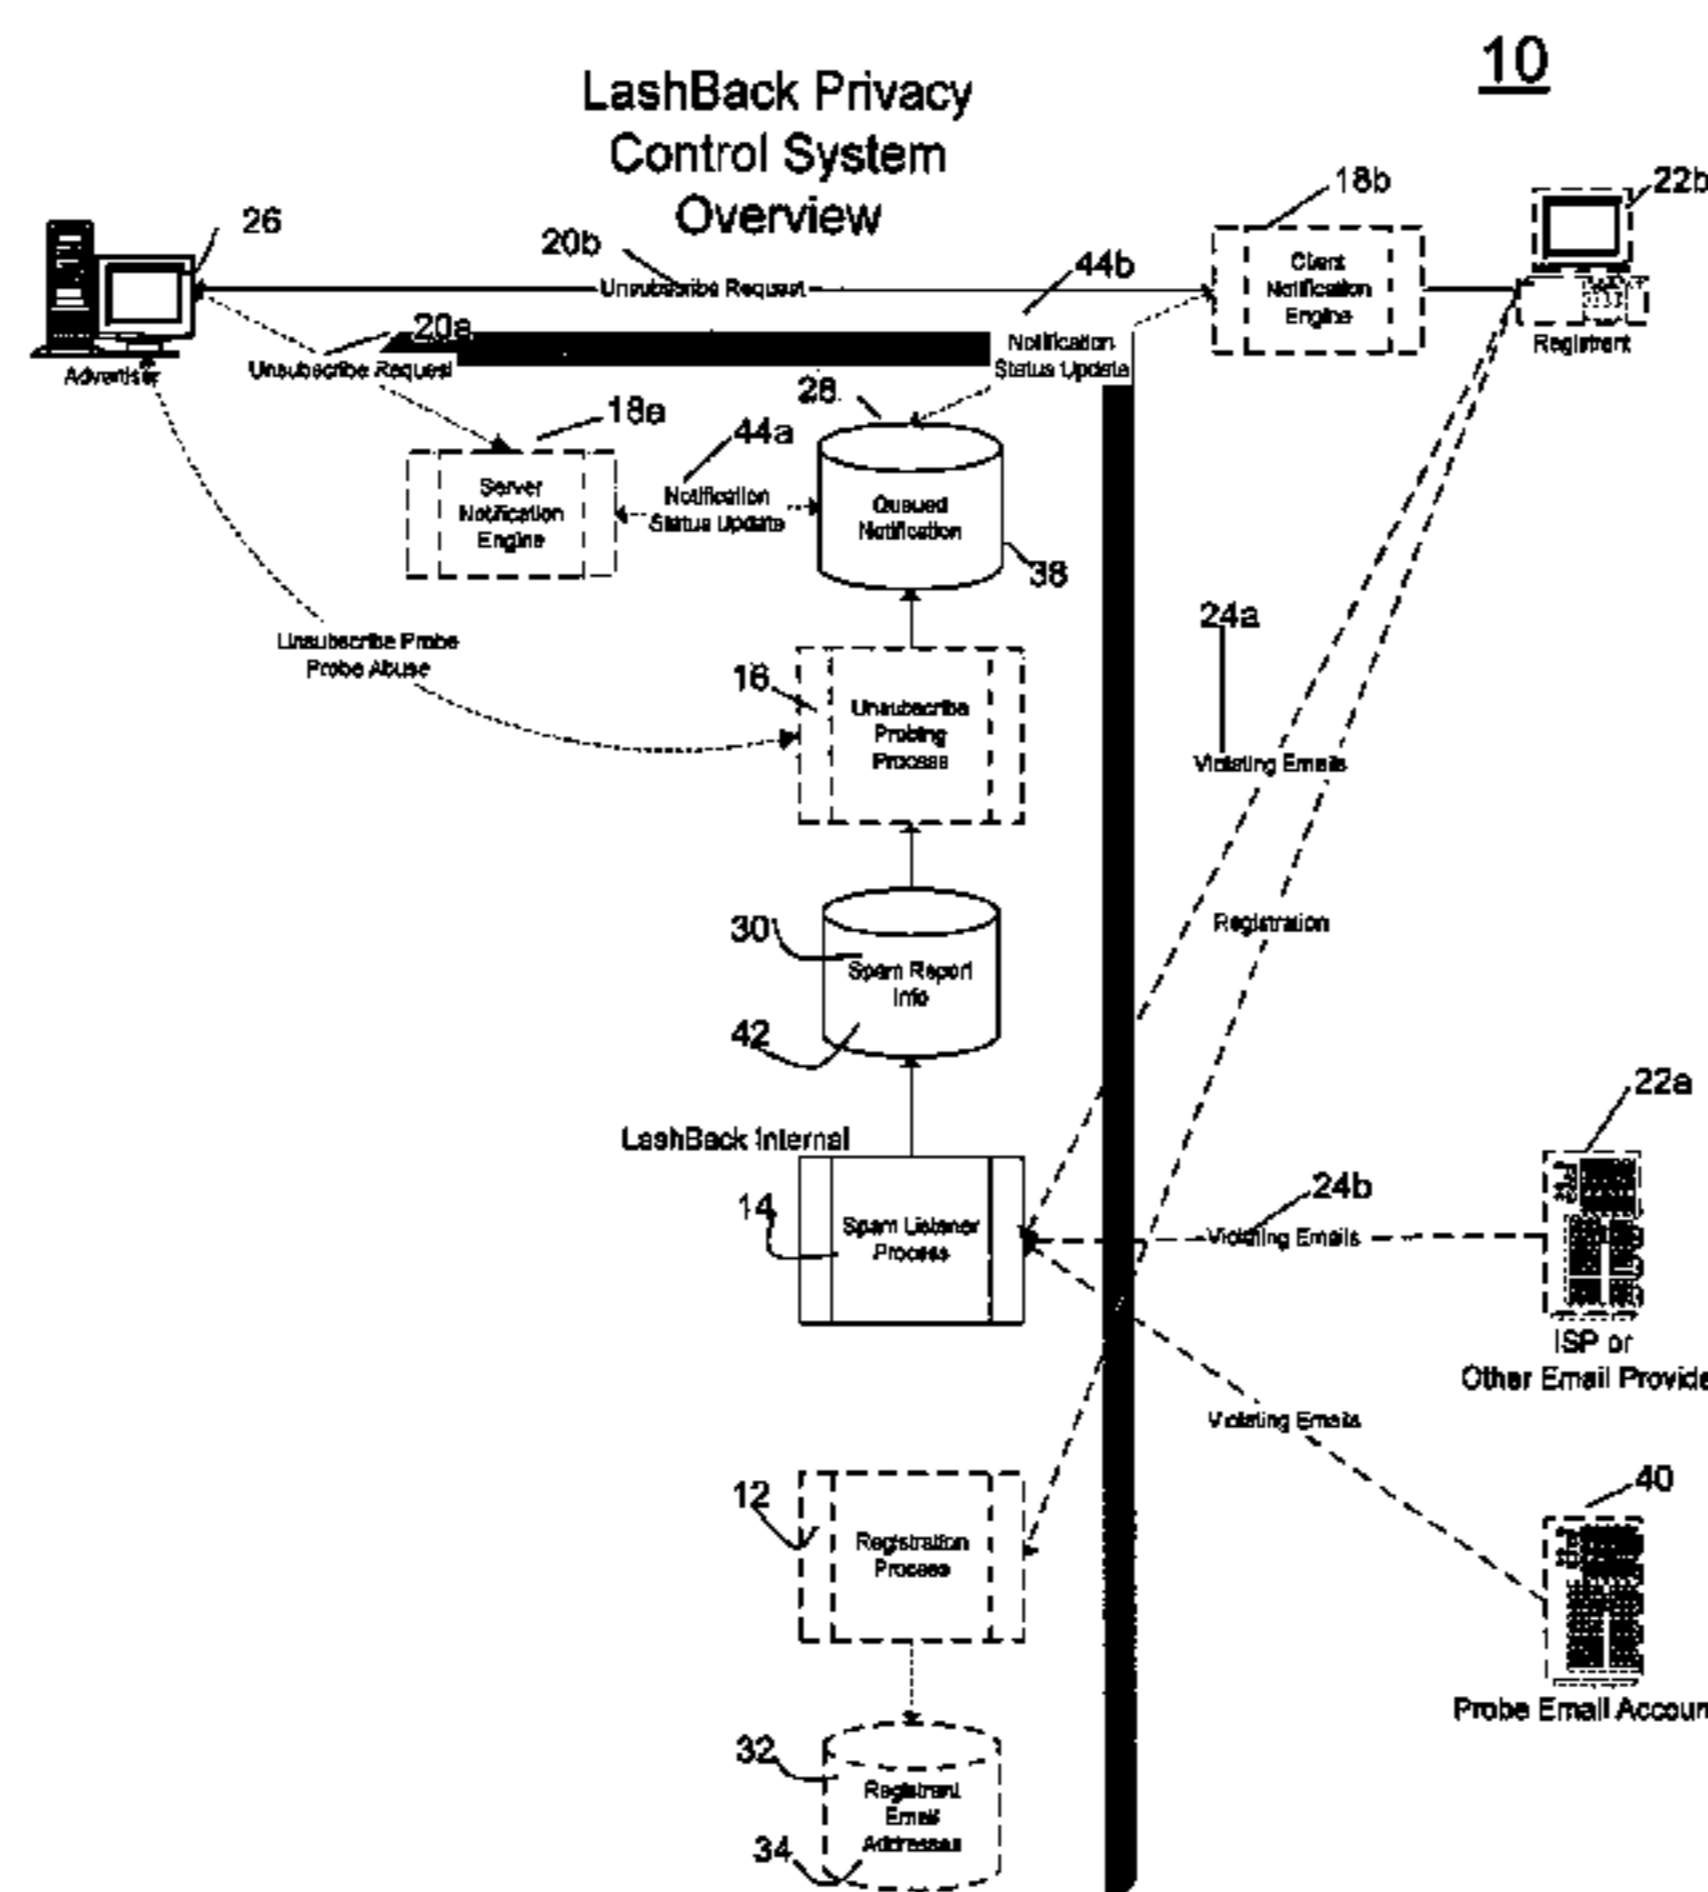 10
LashBack Privacy
Control System
Overview
18b
22b
26
20b
44b
Unsubscribe Request
Client
Notification
Engine
Registrant
20a
Unsubscribe Request
Advertiser
Notification
Status Update
28
18a
44a
Server
Notification
Engine
Notification
Status Update
Queued
Notification
38
24a
Unsubscribe Probe
Probe Abuse
16
Unsubscribe
Probing
Process
Violating Emails
30
Registration
Spam Report
Info
42
22a
LashBack Internal
14
Spam Listener
Process
24b
Violating Emails
ISP or
Other Email Provide
Violating Emails
40
12
Registration
Process
Probe Email Accoun
32
Registrant
Email
Addresses
34